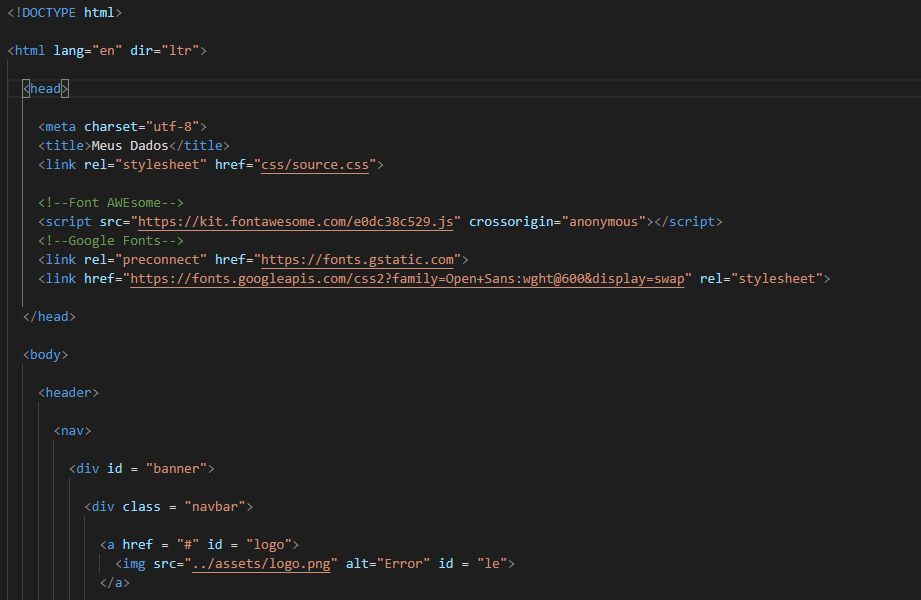 <!DOCTYPE html>
<html lang="en" dir="ltr">
<head>
<meta charset="utf-8">
<title>Meus Dados</title>
<link rel="stylesheet" href="css/source.css">
<!--Font AWEsome-->
<script src="https://kit.fontawesome.com/e0dc38c529.js" crossorigin="anonymous"></script>
<!--Google Fonts-->
<link rel="preconnect" href="https://fonts.gstatic.com">
<link href="https://fonts.googleapis.com/css2?family=Open+Sans:wght@600&display=swap" rel="stylesheet">
</head>
<body>
<header>
<nav>
<div id = "banner">
<div class = "navbar">
<a href = "#" id = "logo">
<img src="../assets/logo.png" alt="Error" id = "le">
</a>